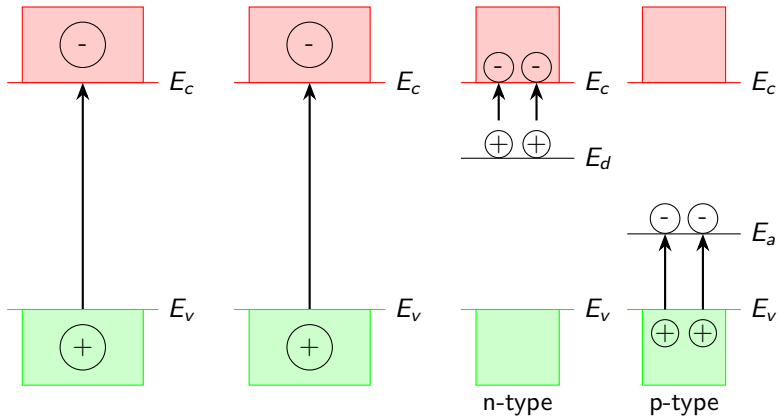 - - - - E_c E_c E_c E_c
+ + E_d
- - E_a
E_v E_v E_v E_v
+ + + +
n-type p-type